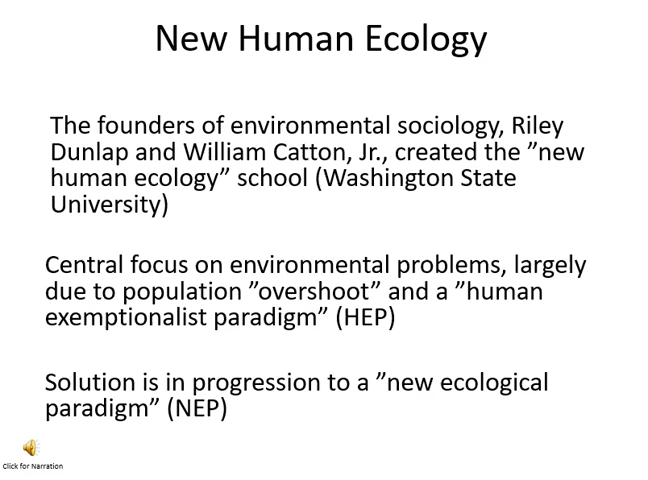 New Human Ecology
The founders of environmental sociology, Riley
Dunlap and William Catton, Jr., created the ”new
human ecology” school (Washington State
University)
Central focus on environmental problems, largely
due to population ”overshoot” and a ”human
exemptionalist paradigm” (HEP)
Solution is in progression to a ”new ecological
paradigm” (NEP)
Click for Narration